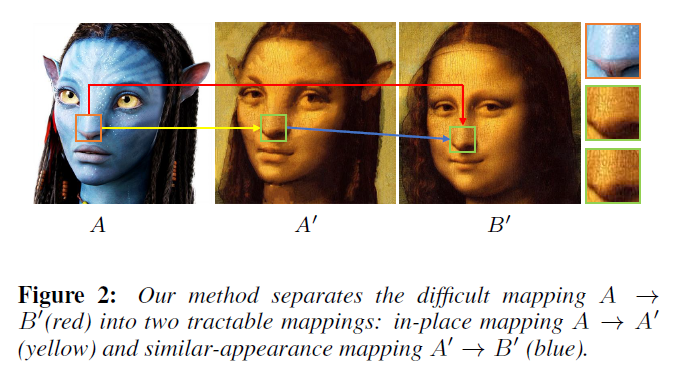 A A′ B′
Figure 2: Our method separates the difficult mapping A →
B′(red) into two tractable mappings: in-place mapping A → A′
(yellow) and similar-appearance mapping A′ → B′ (blue).